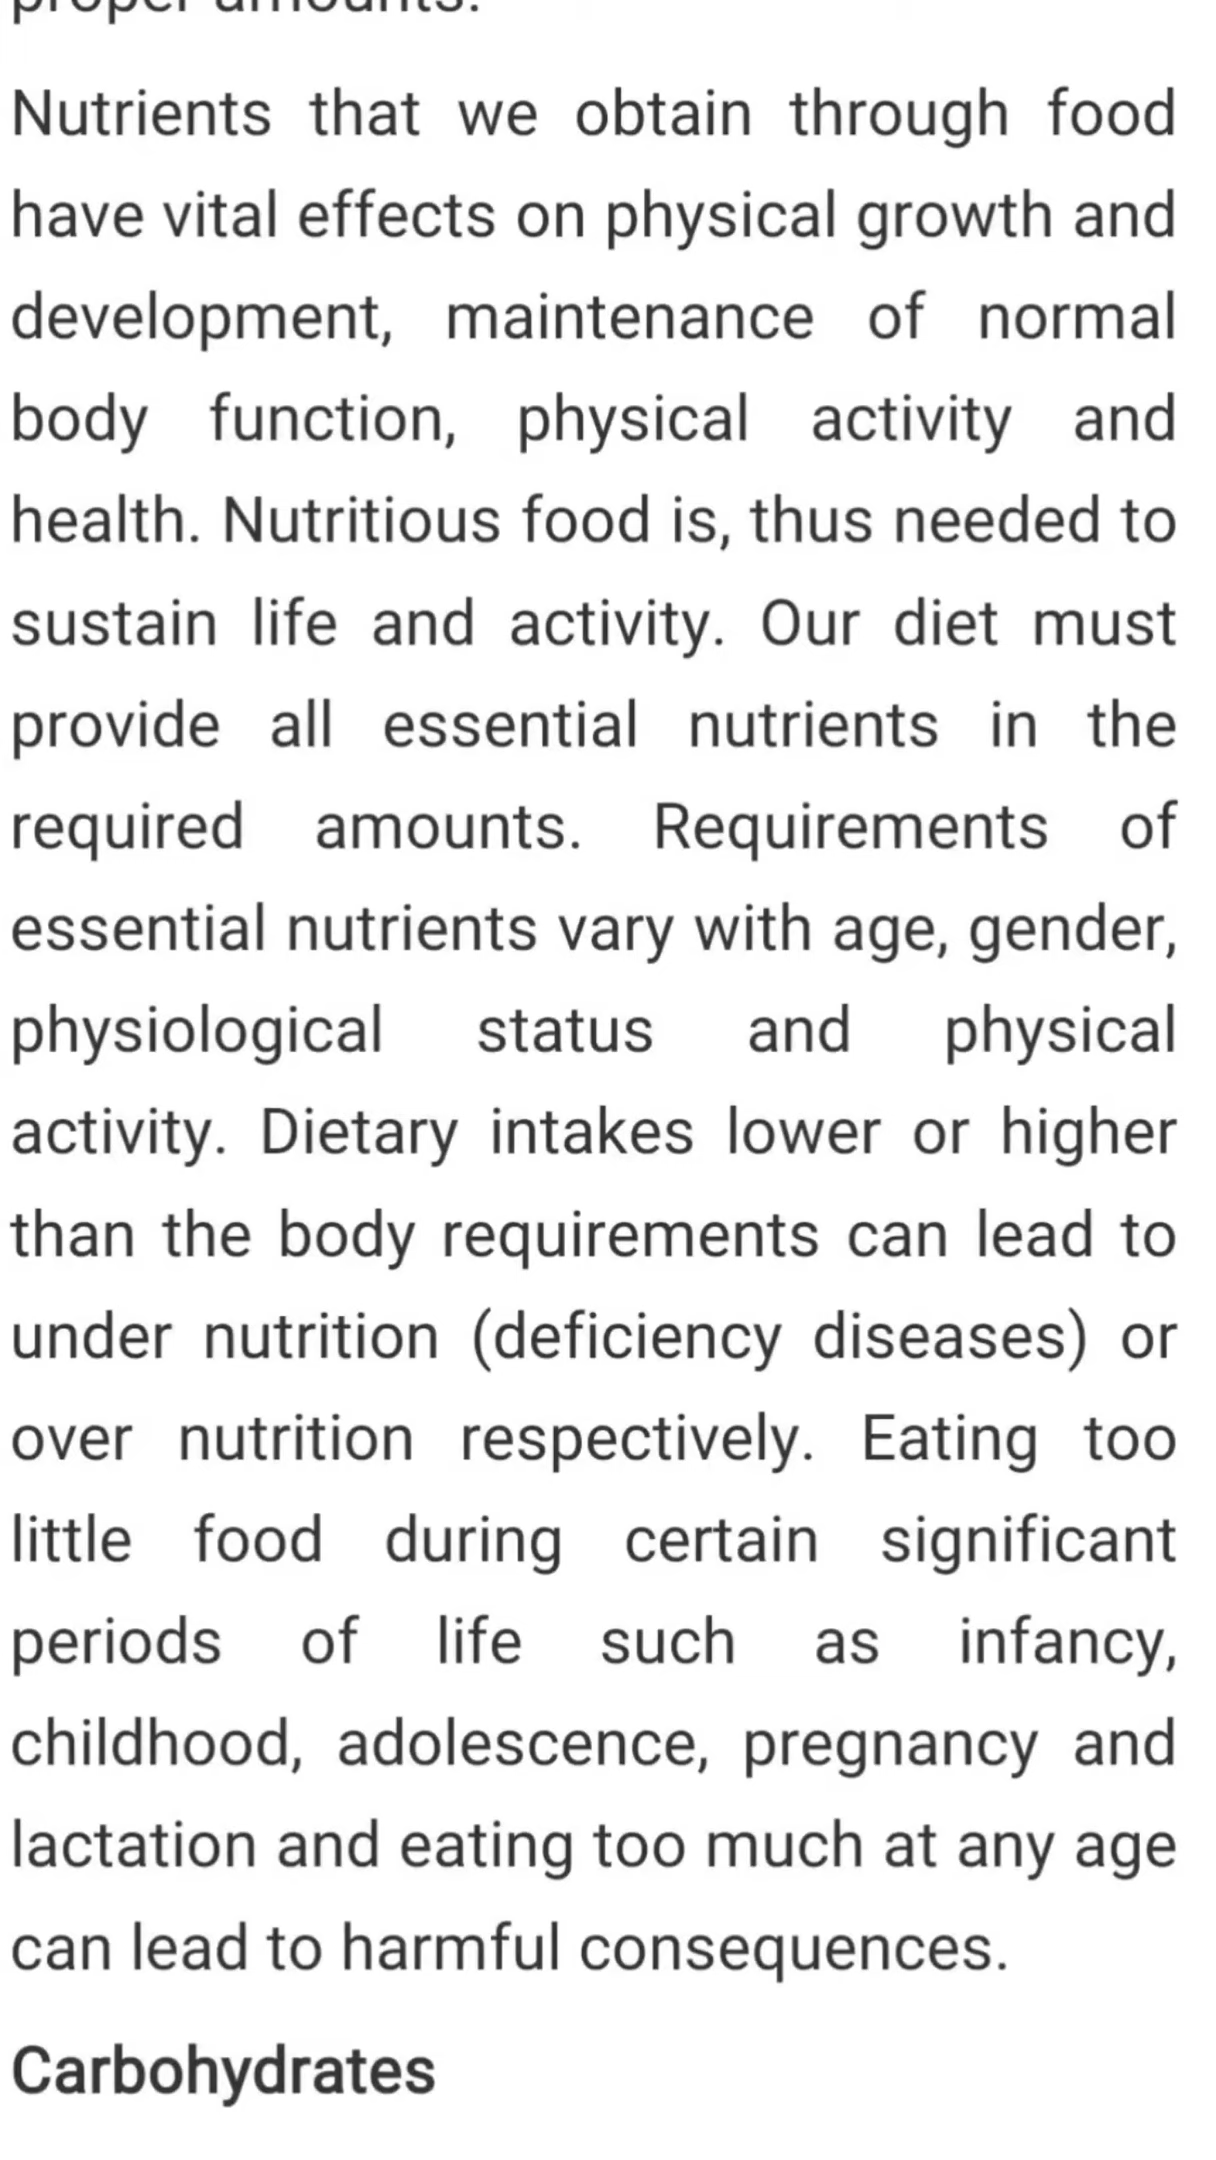 proper amounts.
Nutrients that we obtain through food
have vital effects on physical growth and
development, maintenance of normal
body function, physical activity and
health. Nutritious food is, thus needed to
sustain life and activity. Our diet must
provide all essential nutrients in the
required amounts. Requirements of
essential nutrients vary with age, gender,
physiological status and physical
activity. Dietary intakes lower or higher
than the body requirements can lead to
under nutrition (deficiency diseases) or
over nutrition respectively. Eating too
little food during certain significant
periods of life such as infancy,
childhood, adolescence, pregnancy and
lactation and eating too much at any age
can lead to harmful consequences.
Carbohydrates